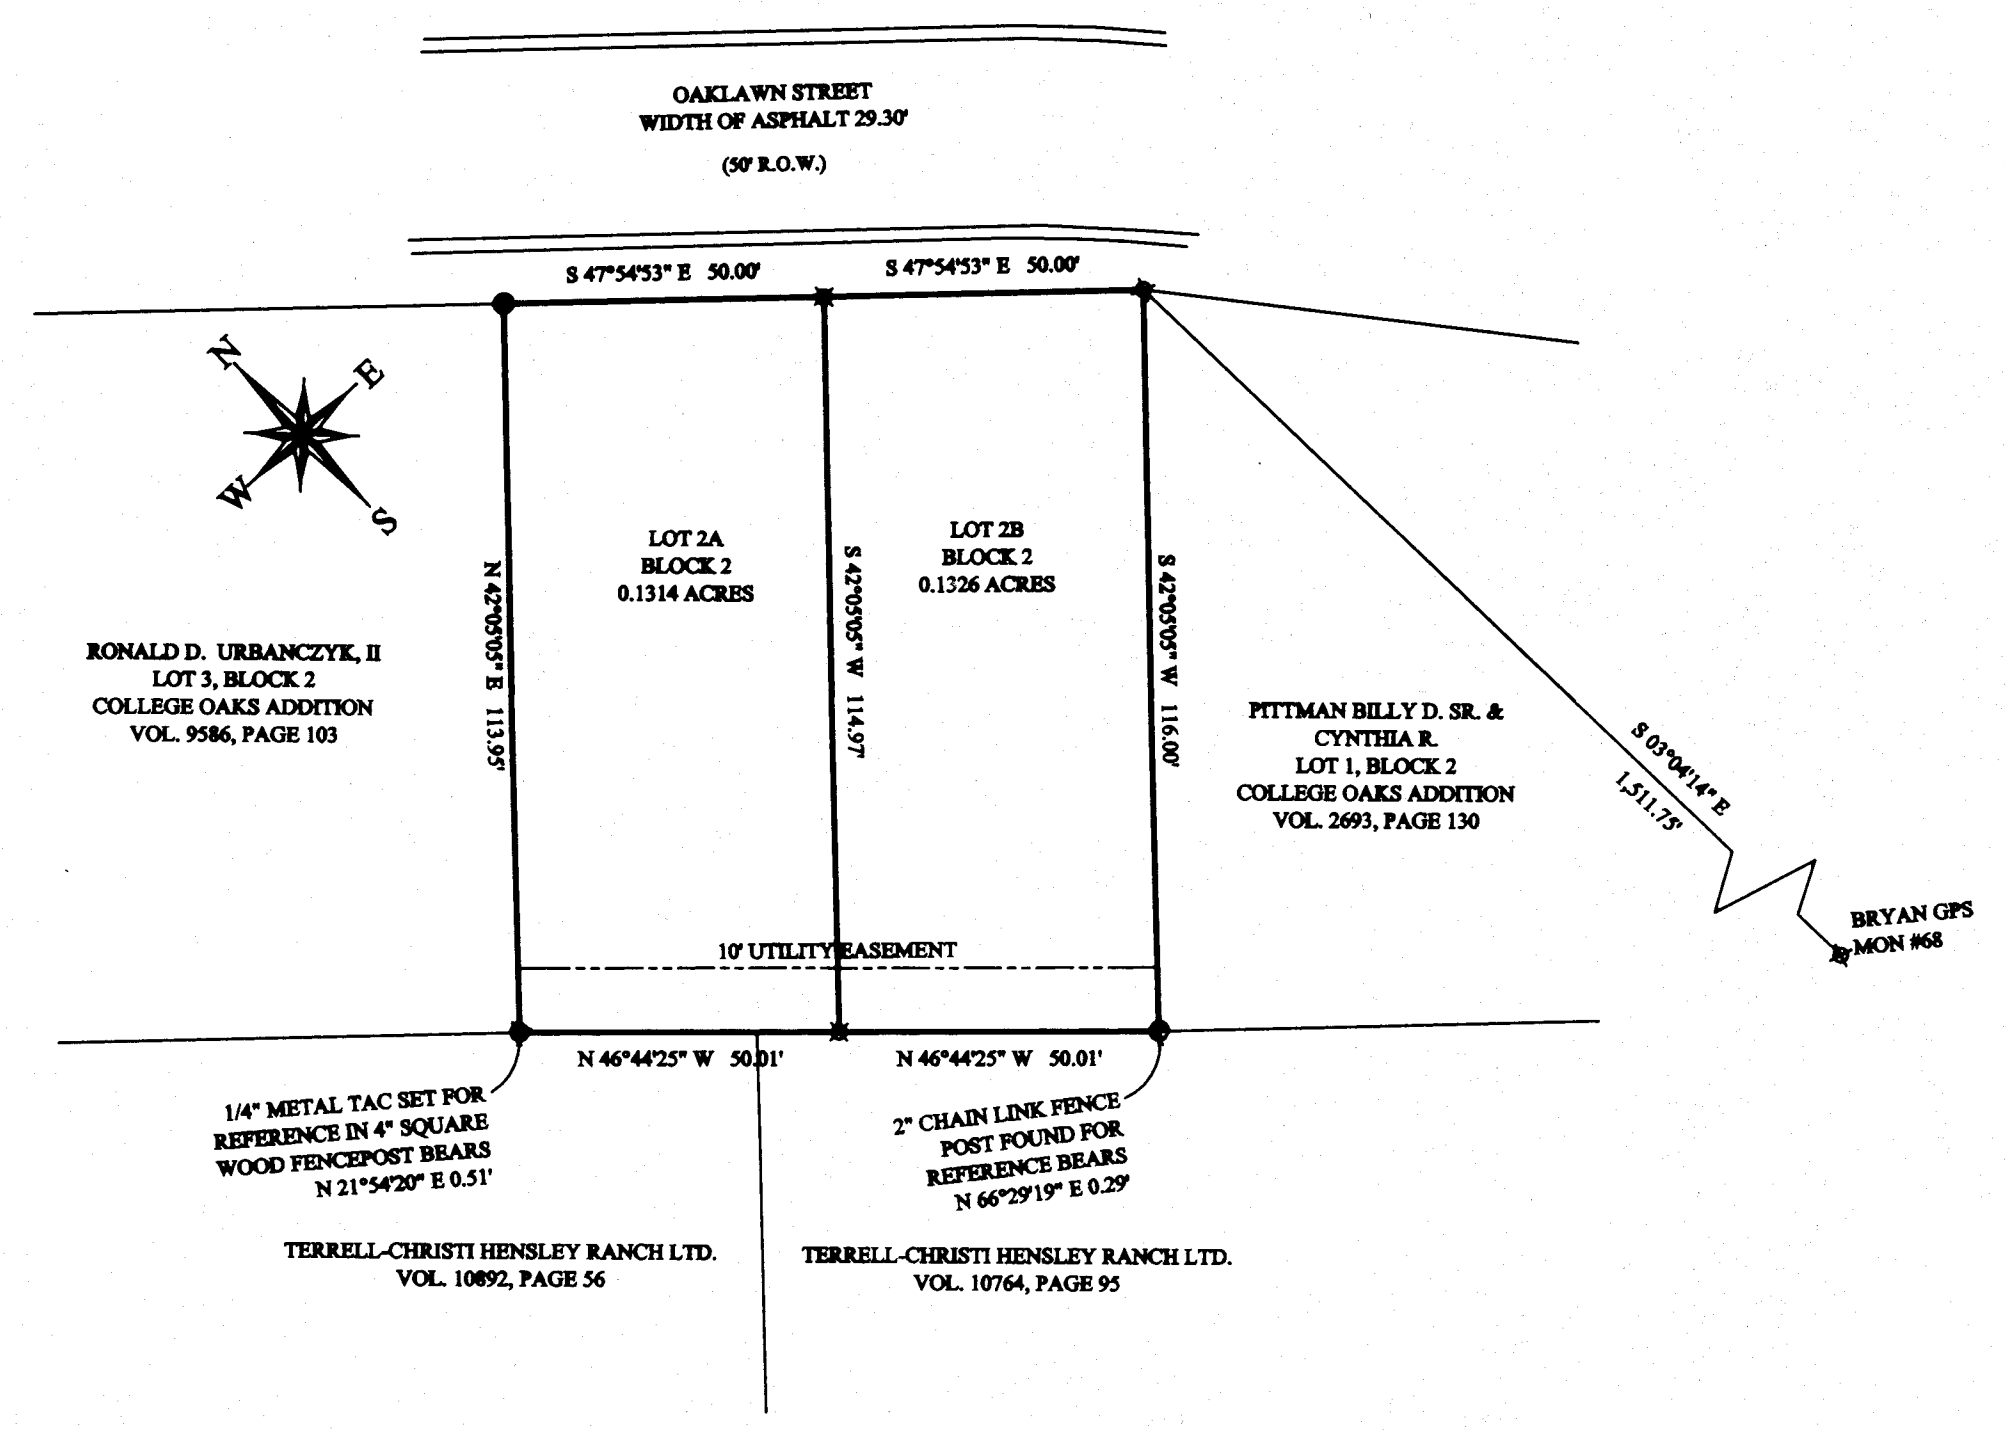 OAKLAWN STREET
WIDTH OF ASPHALT 29.30'
(50' R.O.W.)
S 47°54'53" E 50.00'
S 47°54'53" E 50.00'
N
E
W
S
LOT 2A
BLOCK 2
0.1314 ACRES
LOT 2B
BLOCK 2
0.1326 ACRES
N 42°05'05" E 113.95'
S 42°05'05" W 114.97'
S 42°05'05" W 116.00'
RONALD D. URBANCZYK, II
LOT 3, BLOCK 2
COLLEGE OAKS ADDITION
VOL. 9586, PAGE 103
PITTMAN BILLY D. SR. &
CYNTHIA R.
LOT 1, BLOCK 2
COLLEGE OAKS ADDITION
VOL. 2693, PAGE 130
S 03°04'14" E
1,511.75'
BRYAN GPS
MON #68
10' UTILITY EASEMENT
N 46°44'25" W 50.01'
N 46°44'25" W 50.01'
1/4" METAL TAC SET FOR
REFERENCE IN 4" SQUARE
WOOD FENCEPOST BEARS
N 21°54'20" E 0.51'
2" CHAIN LINK FENCE
POST FOUND FOR
REFERENCE BEARS
N 66°29'19" E 0.29'
TERRELL-CHRISTI HENSLEY RANCH LTD.
VOL. 10892, PAGE 56
TERRELL-CHRISTI HENSLEY RANCH LTD.
VOL. 10764, PAGE 95